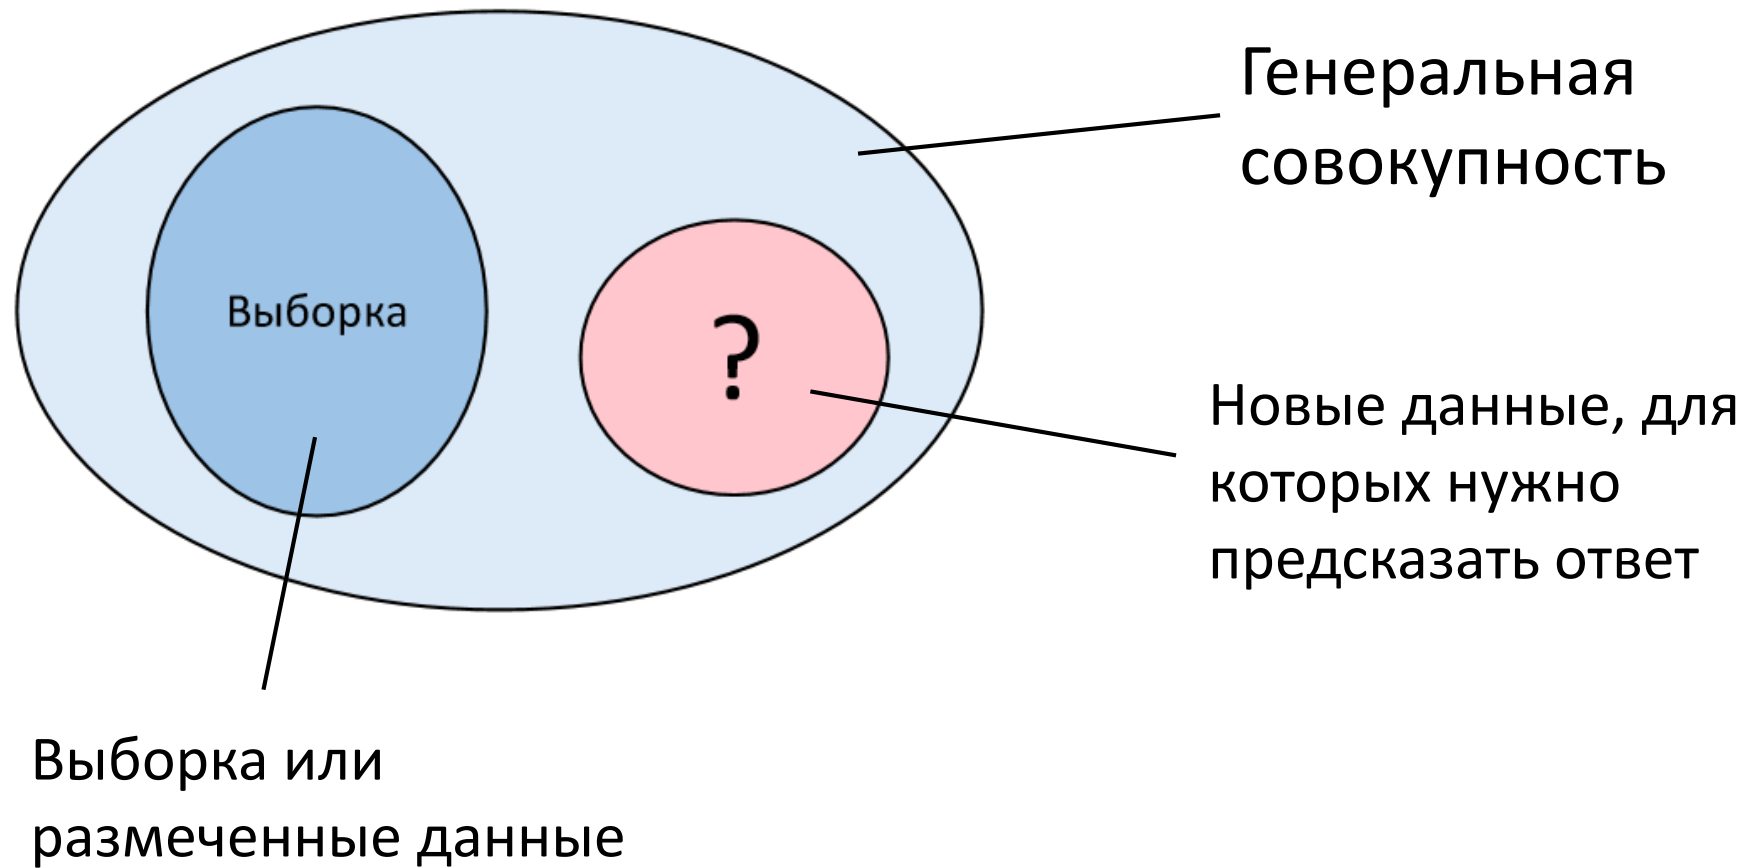 Генеральная
совокупность
Выборка
?
Новые данные, для
которых нужно
предсказать ответ
Выборка или
размеченные данные